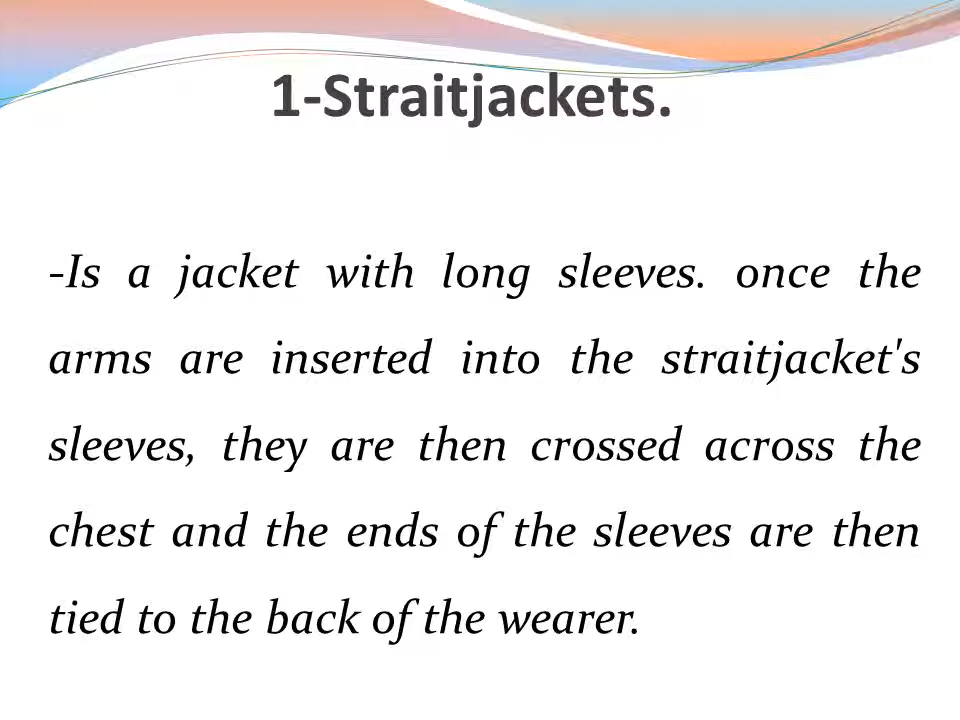 1-Straitjackets.
-Is a jacket with long sleeves. once the
arms are inserted into the straitjacket's
sleeves, they are then crossed across the
chest and the ends of the sleeves are then
tied to the back of the wearer.